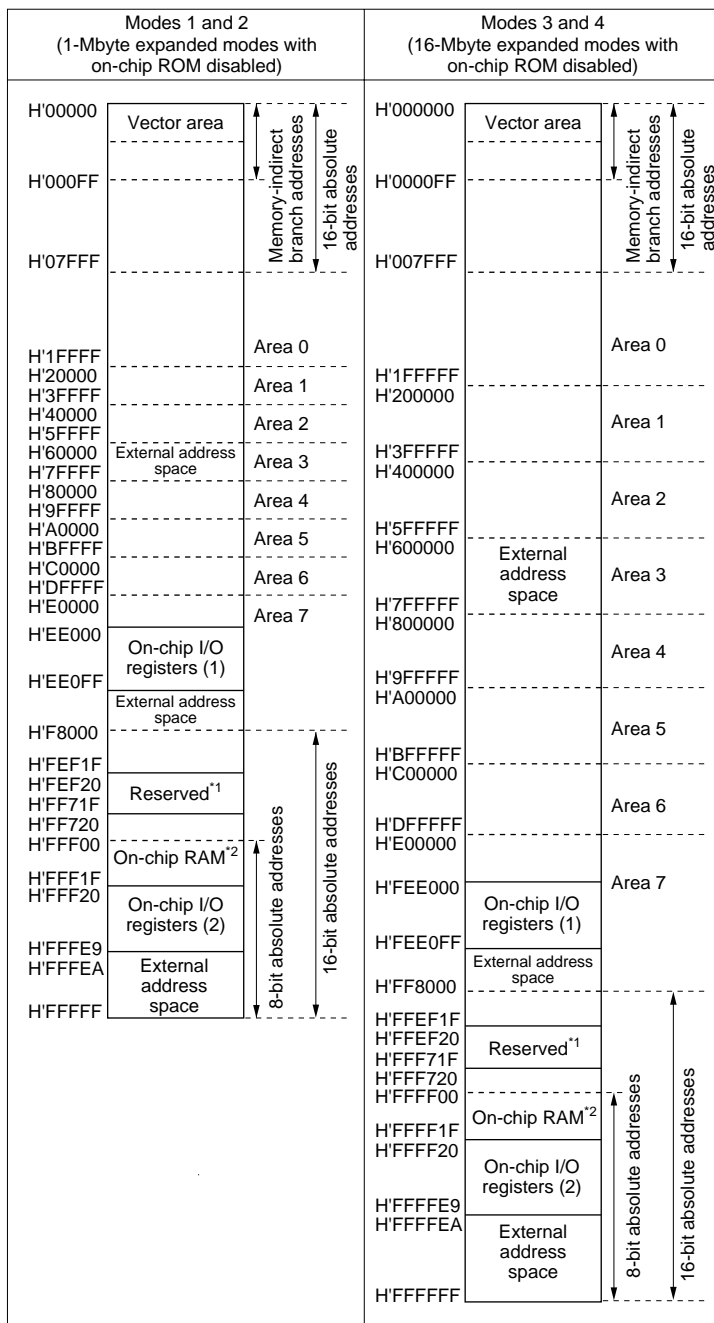 Modes 1 and 2
(1-Mbyte expanded modes with
on-chip ROM disabled)
H'00000
Vector area
H'000FF
Memory-indirect
branch addresses
16-bit absolute
addresses
H'07FFF
H'1FFFF
Area 0
H'20000
H'3FFFF
Area 1
H'40000
H'5FFFF
Area 2
H'60000
H'7FFFF
External address
space
Area 3
H'80000
H'9FFFF
Area 4
H'A0000
H'BFFFF
Area 5
H'C0000
H'DFFFF
Area 6
H'E0000
Area 7
H'EE000
On-chip I/O
registers (1)
H'EE0FF
External address
space
H'F8000
H'FEF1F
H'FEF20
Reserved*1
H'FF71F
H'FF720
H'FFF00
On-chip RAM*2
H'FFF1F
H'FFF20
On-chip I/O
registers (2)
H'FFFE9
H'FFFEA
External
address
space
H'FFFFF
8-bit absolute addresses
16-bit absolute addresses
Modes 3 and 4
(16-Mbyte expanded modes with
on-chip ROM disabled)
H'000000
Vector area
H'0000FF
Memory-indirect
branch addresses
16-bit absolute
addresses
H'007FFF
Area 0
H'1FFFFF
H'200000
Area 1
H'3FFFFF
H'400000
Area 2
H'5FFFFF
H'600000
External
address
space
Area 3
H'7FFFFF
H'800000
Area 4
H'9FFFFF
H'A00000
Area 5
H'BFFFFF
H'C00000
Area 6
H'DFFFFF
H'E00000
Area 7
H'FEE000
On-chip I/O
registers (1)
H'FEE0FF
External address
space
H'FF8000
H'FFEF1F
H'FFEF20
Reserved*1
H'FFF71F
H'FFF720
H'FFFF00
On-chip RAM*2
H'FFFF1F
H'FFFF20
On-chip I/O
registers (2)
H'FFFFE9
H'FFFFEA
External
address
space
H'FFFFFF
8-bit absolute addresses
16-bit absolute addresses